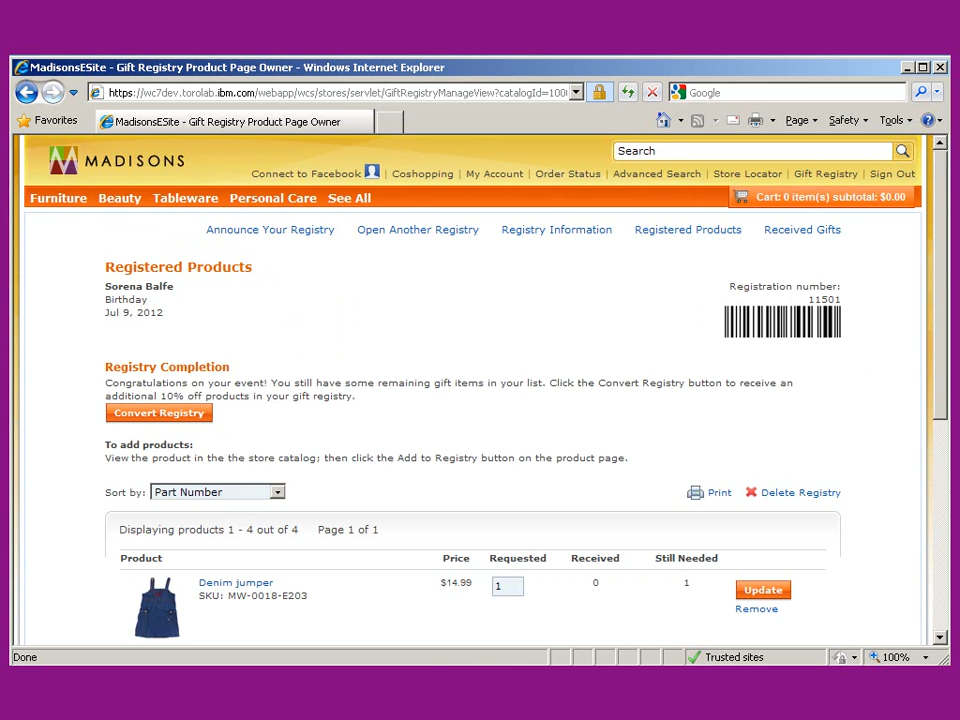 MadisonsESite - Gift Registry Product Page Owner - Windows Internet Explorer
https://wc7dev.torolab.ibm.com/webapp/wcs/stores/servlet/GiftRegistryManageView?catalogId=100
Google
Favorites
MadisonsESite - Gift Registry Product Page Owner
Page
Safety
Tools
MADISONS
Search
Connect to Facebook | Coshopping | My Account | Order Status | Advanced Search | Store Locator | Gift Registry | Sign Out
Furniture Beauty Tableware Personal Care See All
Cart: 0 item(s) subtotal: $0.00
Announce Your Registry Open Another Registry Registry Information Registered Products Received Gifts
Registered Products
Sorena Balfe
Birthday
Jul 9, 2012
Registration number:
11501
Registry Completion
Congratulations on your event! You still have some remaining gift items in your list. Click the Convert Registry button to receive an
additional 10% off products in your gift registry.
Convert Registry
To add products:
View the product in the the store catalog; then click the Add to Registry button on the product page.
Sort by: Part Number
Print Delete Registry
Displaying products 1 - 4 out of 4 Page 1 of 1
Product Price Requested Received Still Needed
Denim jumper $14.99 1 0 1 Update
SKU: MW-0018-E203
Remove
Done
Trusted sites
100%